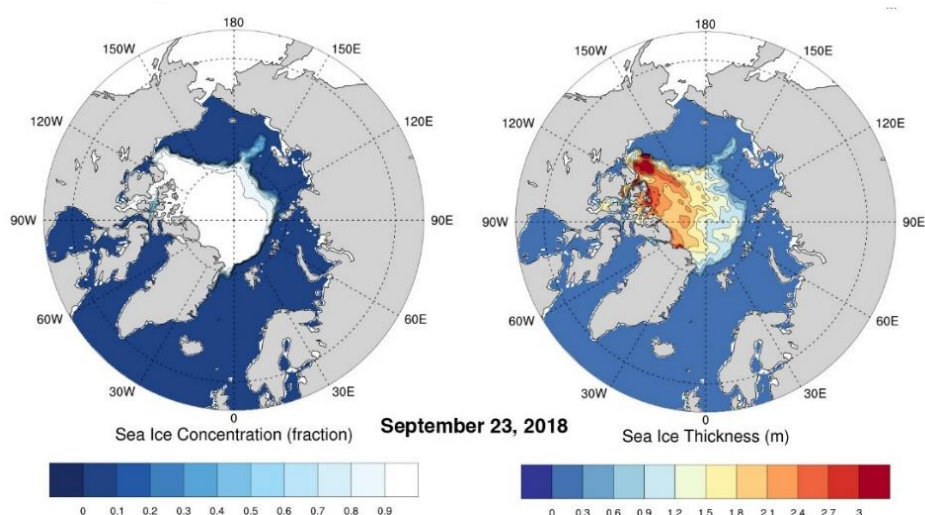 180
150W
150E
120W
120E
90W
90E
60W
60E
30W
30E
0
Sea Ice Concentration (fraction)
0 0.1 0.2 0.3 0.4 0.5 0.6 0.7 0.8 0.9
September 23, 2018
180
150W
150E
120W
120E
90W
90E
60W
60E
30W
30E
0
Sea Ice Thickness (m)
0 0.3 0.6 0.9 1.2 1.5 1.8 2.1 2.4 2.7 3